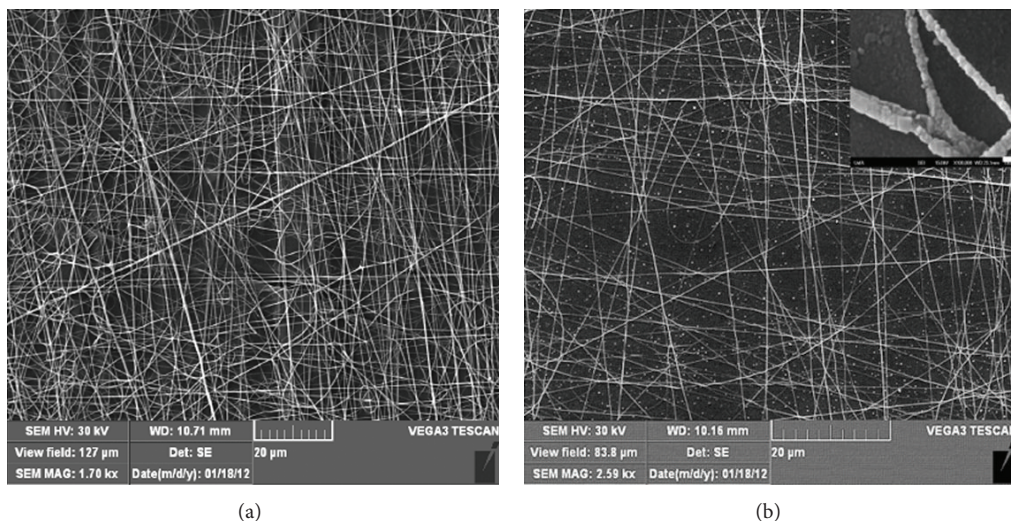 SEM HV: 30 kV
WD: 10.71 mm
VEGA3 TESCAN
View field: 127 µm
Det: SE
20 µm
SEM MAG: 1.70 kx
Date(m/d/y): 01/18/12
(a)
SEM HV: 30 kV
WD: 10.16 mm
VEGA3 TESCAN
View field: 83.8 µm
Det: SE
20 µm
SEM MAG: 2.59 kx
Date(m/d/y): 01/18/12
(b)